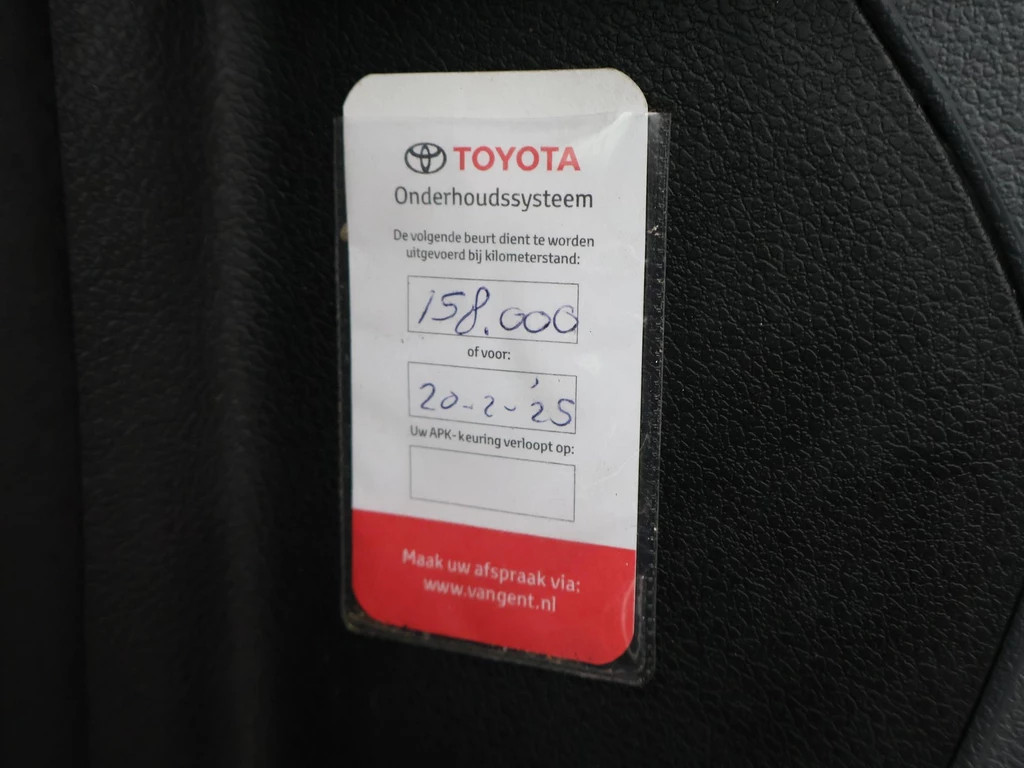 TOYOTA
Onderhoudssysteem
De volgende beurt dient te worden
uitgevoerd bij kilometerstand:
158.000
of voor:
20-2-'25
Uw APK-keuring verloopt op:
Maak uw afspraak via:
www.vangent.nl